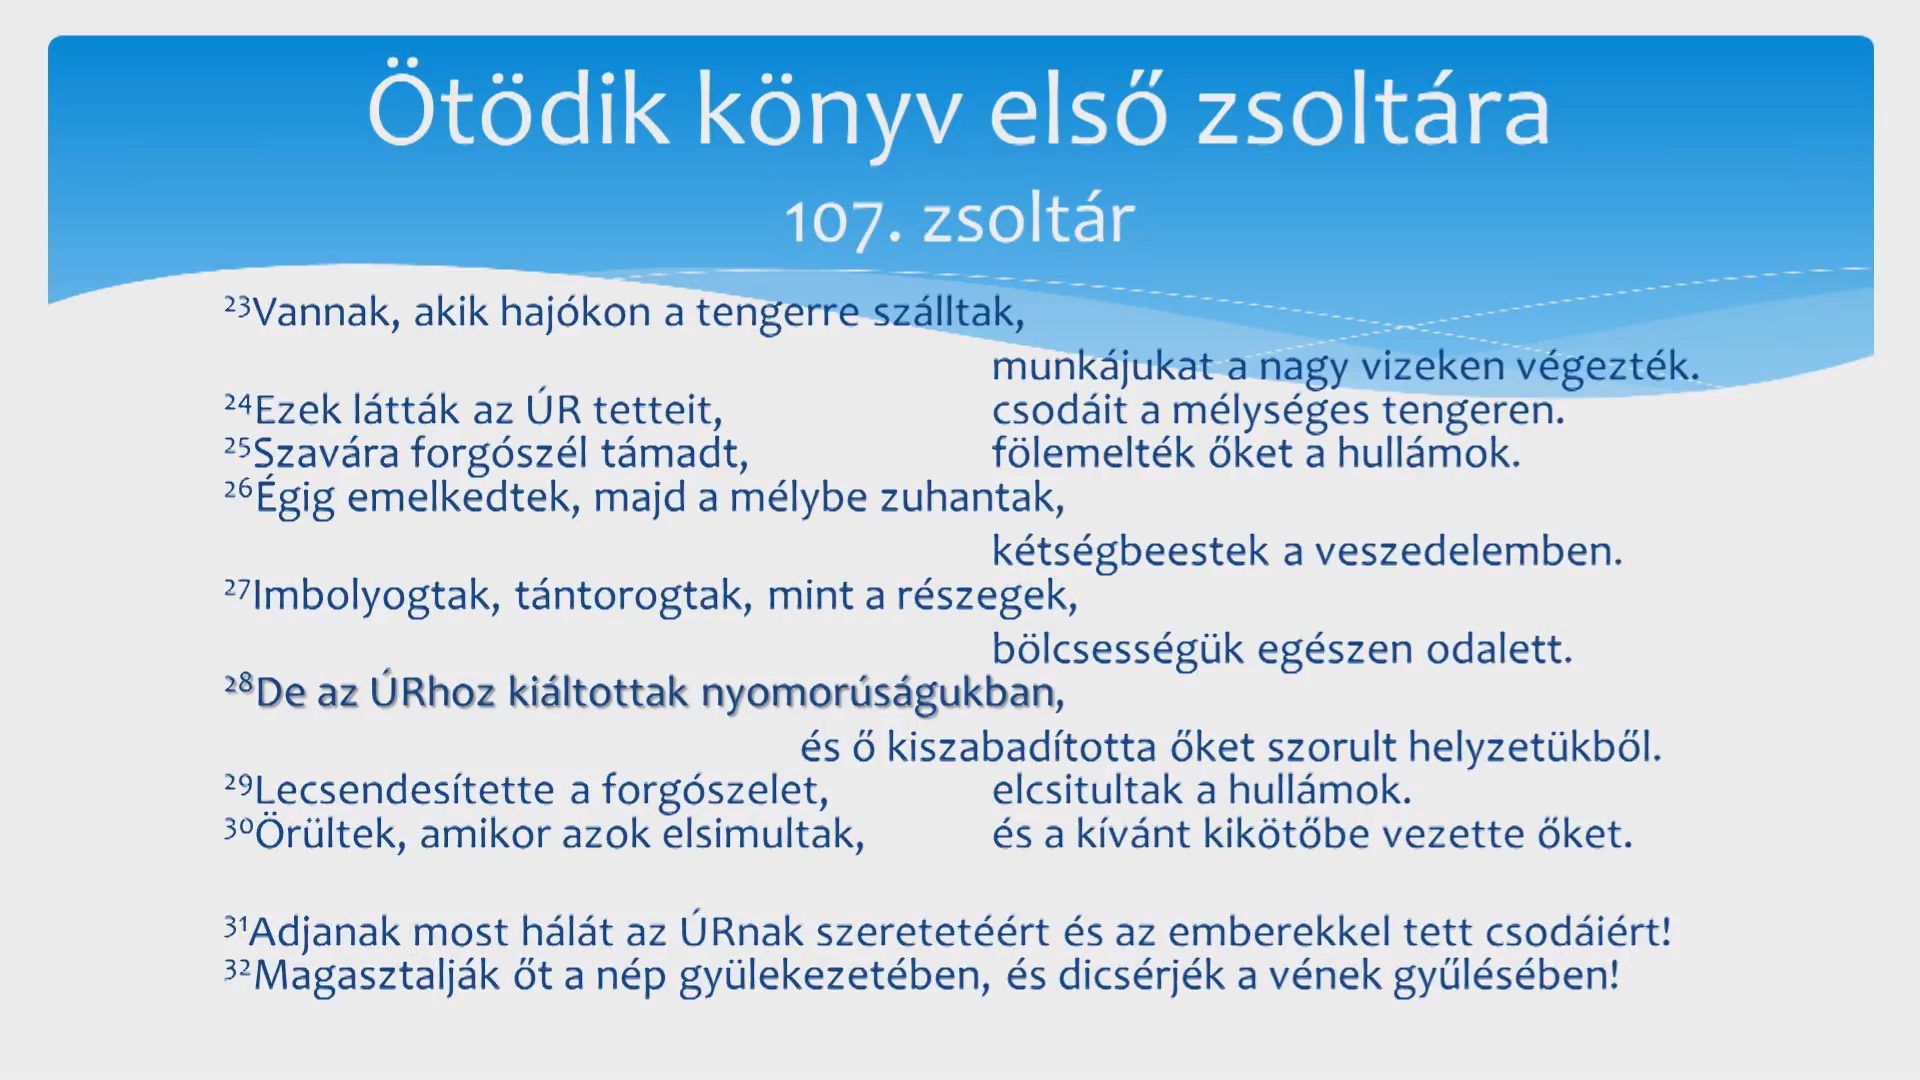 Ötödik könyv első zsoltára
107. zsoltár
²³Vannak, akik hajókon a tengerre szálltak,
munkájukat a nagy vizeken végezték.
²⁴Ezek látták az ÚR tetteit, csodáit a mélységes tengeren.
²⁵Szavára forgószél támadt, fölemelték őket a hullámok.
²⁶Égig emelkedtek, majd a mélybe zuhantak,
kétségbeestek a veszedelemben.
²⁷Imbolyogtak, tántorogtak, mint a részegek,
bölcsességük egészen odalett.
²⁸De az ÚRhoz kiáltottak nyomorúságukban,
és ő kiszabadította őket szorult helyzetükből.
²⁹Lecsendesítette a forgószelet, elcsitultak a hullámok.
³⁰Örültek, amikor azok elsimultak, és a kívánt kikötőbe vezette őket.
³¹Adjanak most hálát az ÚRnak szeretetéért és az emberekkel tett csodáiért!
³²Magasztalják őt a nép gyülekezetében, és dicsérjék a vének gyűlésében!